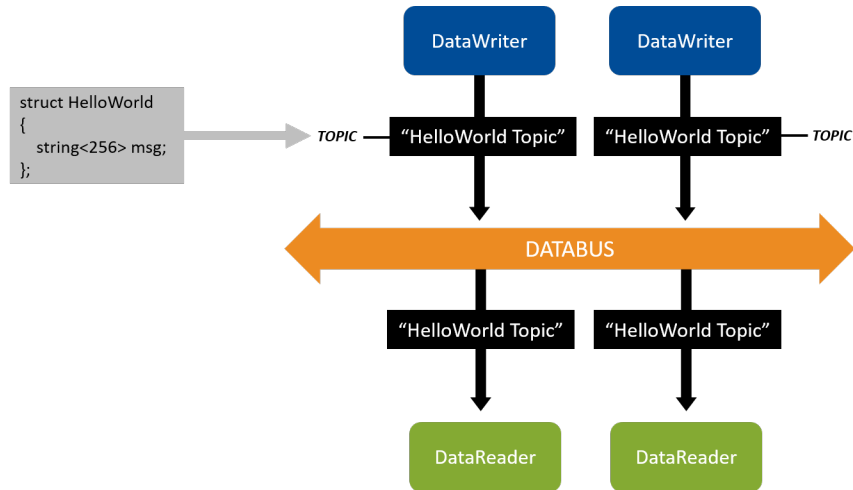 DataWriter
DataWriter
struct HelloWorld
{
string<256> msg;
};
TOPIC
“HelloWorld Topic”
“HelloWorld Topic”
TOPIC
DATABUS
“HelloWorld Topic”
“HelloWorld Topic”
DataReader
DataReader